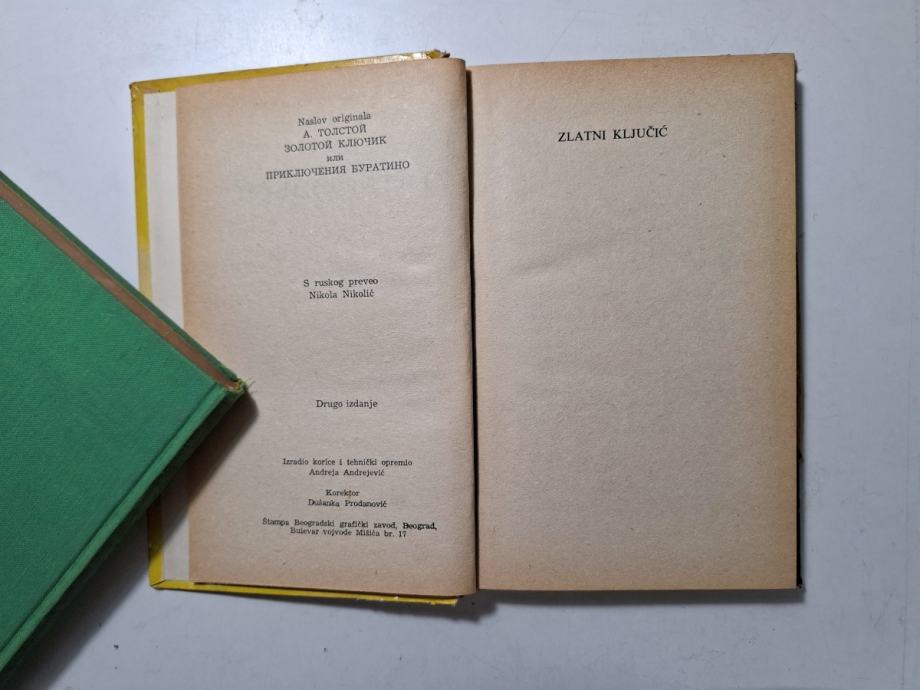 Naslov originala
А. ТОЛСТОЙ
ЗОЛОТОЙ КЛЮЧИК
или
ПРИКЛЮЧЕНИЯ БУРАТИНО
S ruskog preveo
Nikola Nikolić
Drugo izdanje
Izradio korice i tehnički opremio
Andreja Andrejević
Korektor
Dušanka Prodanović
Štampa Beogradski grafički zavod, Beograd,
Bulevar vojvode Mišića br. 17
ZLATNI KLJUČIĆ